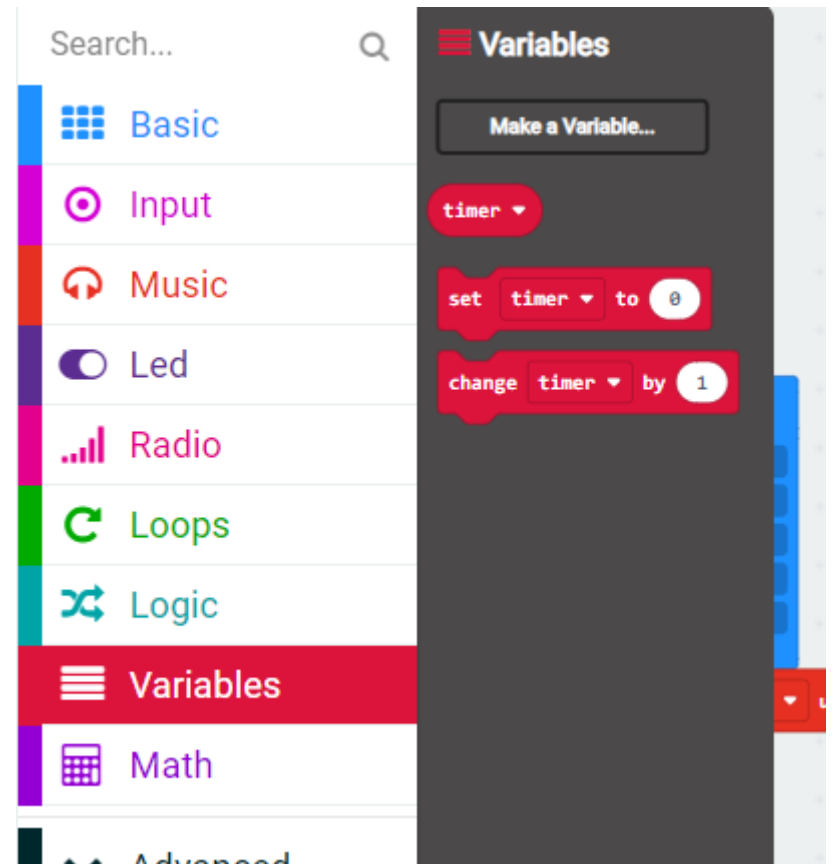 Search...
Basic
Input
Music
Led
Radio
Loops
Logic
Variables
Math
Advanced
Variables
Make a Variable...
timer
set timer to 0
change timer by 1
u